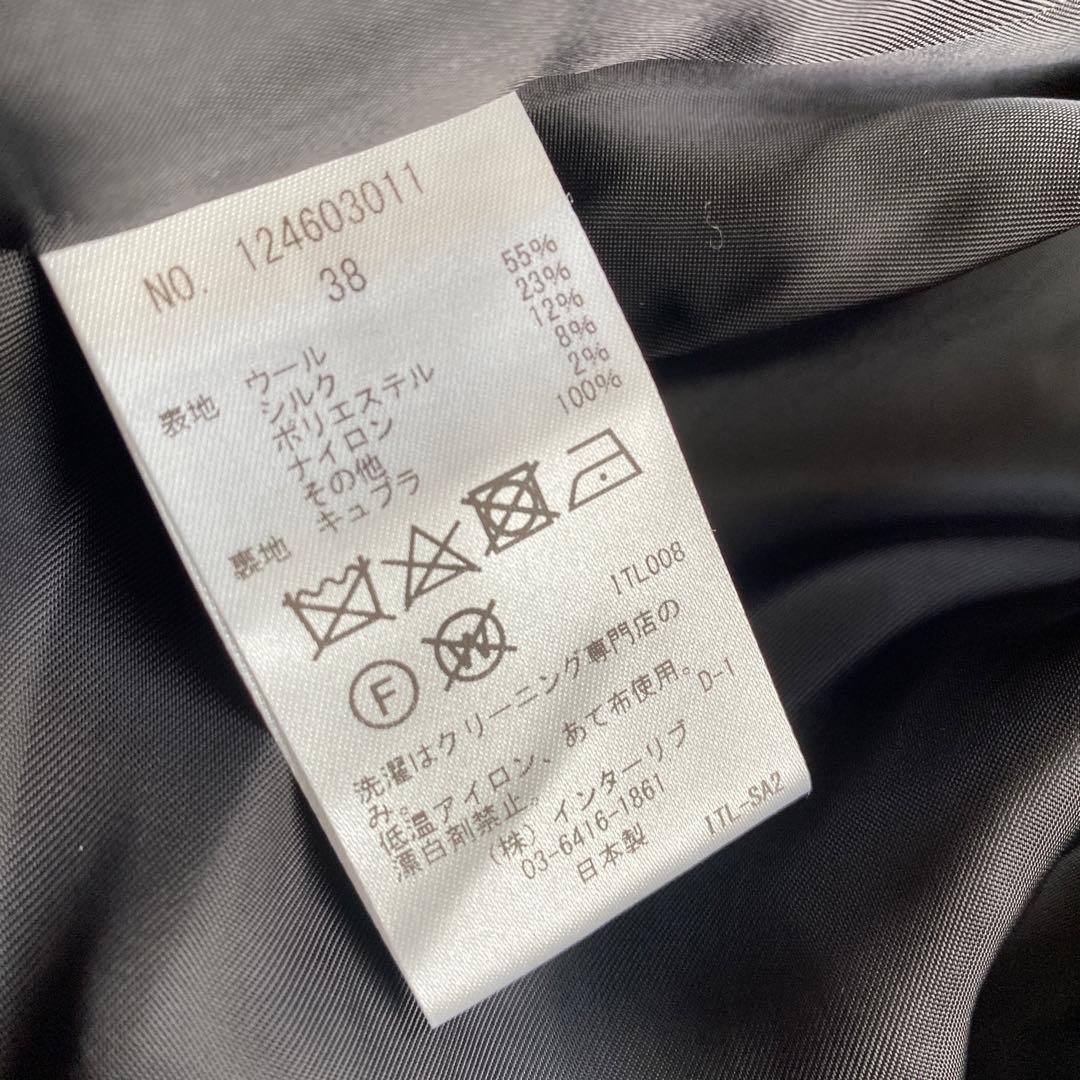 NO. 124603011
38
表地 ウール 55%
シルク 23%
ポリエステル 12%
ナイロン 8%
その他 2%
裏地 キュプラ 100%
F W
ITL008
洗濯はクリーニング専門店の
み。
低温アイロン、あて布使用。
漂白剤禁止。 D-1
(株) インターリブ
03-6416-1861
日本製 ITL-SA2